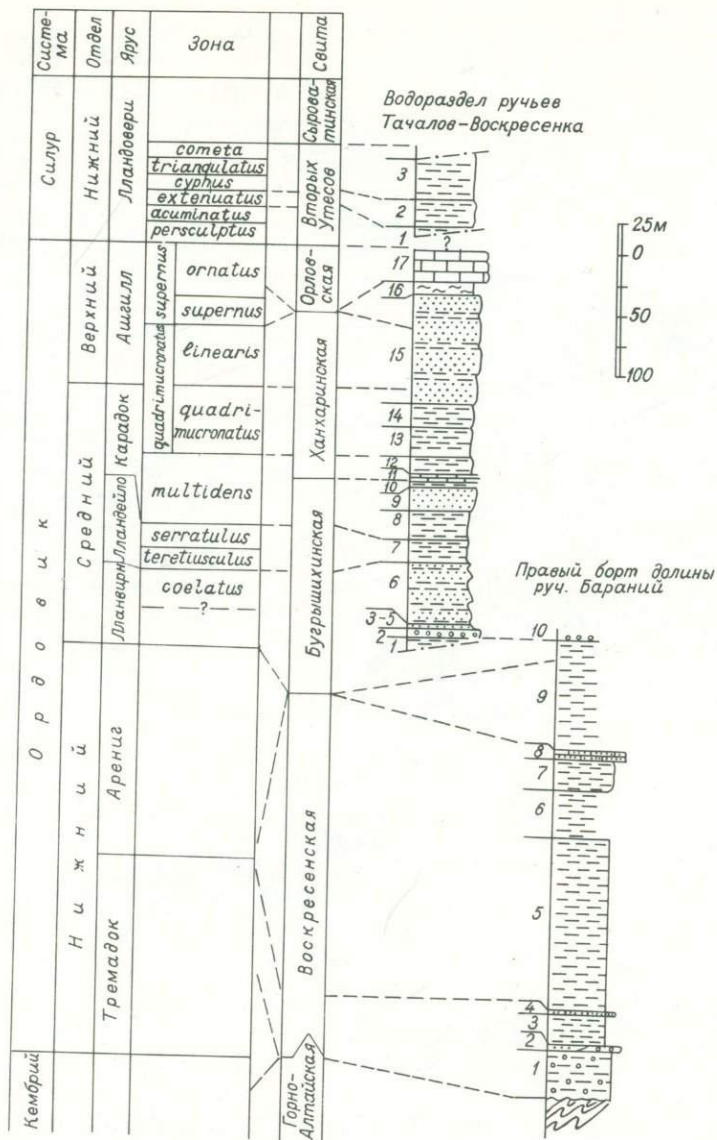 Систе-
ма
Отдел
Ярус
Зона
Свита
Силур
Нижний
Лландовери
cometa
triangulatus
cyphus
extenuatus
acuminatus
persculptus
Сырова-
тинская
Вторых
Утесов
Ордовик
Верхний
Ашгилл
supernus
ornatus
supernus
quadrimucronatus
linearis
quadri-
mucronatus
Орлов-
ская
Ханхаринская
Средний
Карадок
Лландейло
Лланвирн
multidens
serratulus
teretiusculus
coelatus
?
Бугрышихинская
Нижний
Арениг
Тремадок
Воскресенская
Кембрий
Горно-
Алтайская
Водораздел ручьев
Тачалов-Воскресенка
3
2
1
?
17
16
15
14
13
12
11
10
9
8
7
6
3-5
2
1
25м
0
50
100
Правый борт долины
руч. Бараний
10
9
8
7
6
5
4
3
2
1